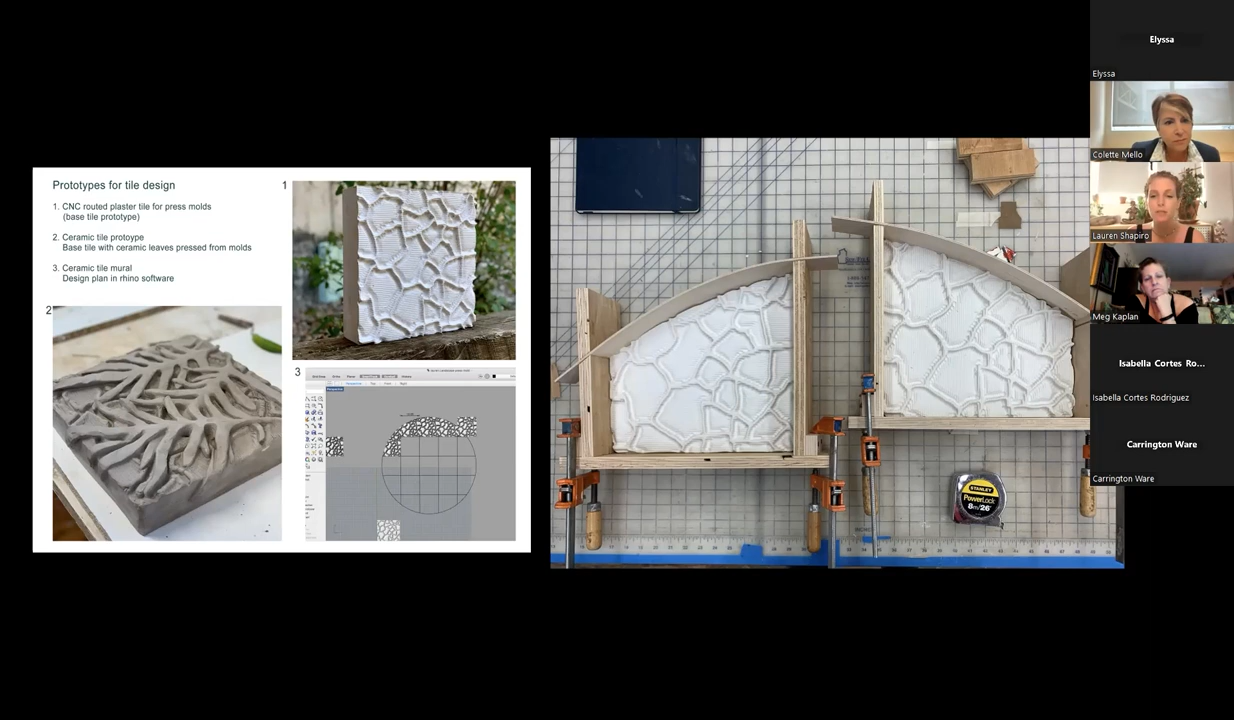 Prototypes for tile design
1. CNC routed plaster tile for press molds
(base tile prototype)
2. Ceramic tile protoype
Base tile with ceramic leaves pressed from molds
3. Ceramic tile mural
Design plan in rhino software
1
2
3
STANLEY
PowerLock
8m/26'
Elyssa
Elyssa
Colette Mello
Lauren Shapiro
Meg Kaplan
Isabella Cortes Ro...
Isabella Cortes Rodriguez
Carrington Ware
Carrington Ware